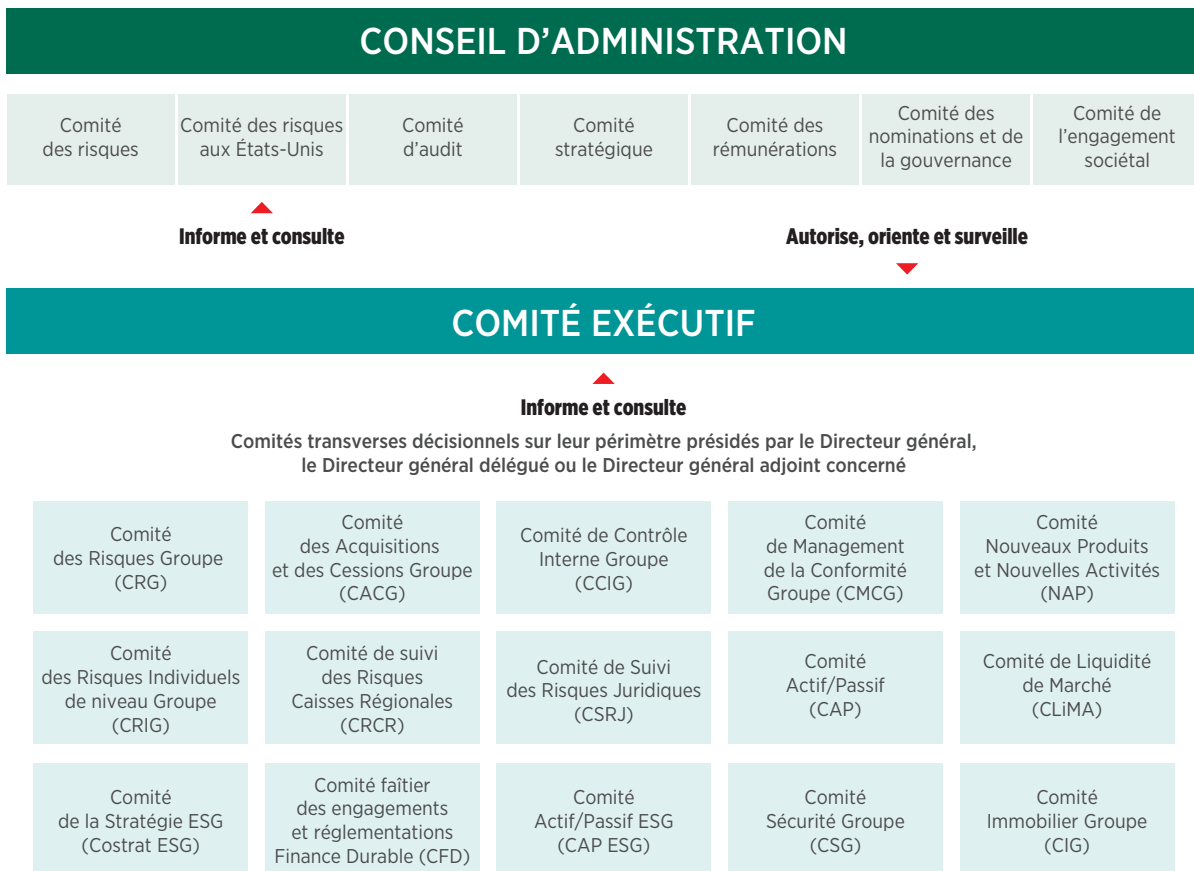 CONSEIL D'ADMINISTRATION
Comité
des risques
Comité des risques
aux États-Unis
Comité
d'audit
Comité
stratégique
Comité des
rémunérations
Comité des
nominations et de
la gouvernance
Comité de
l'engagement
sociétal
Informe et consulte
Autorise, oriente et surveille
COMITÉ EXÉCUTIF
Informe et consulte
Comités transverses décisionnels sur leur périmètre présidés par le Directeur général,
le Directeur général délégué ou le Directeur général adjoint concerné
Comité
des Risques Groupe
(CRG)
Comité
des Acquisitions
et des Cessions Groupe
(CACG)
Comité de Contrôle
Interne Groupe
(CCIG)
Comité
de Management
de la Conformité
Groupe (CMCG)
Comité
Nouveaux Produits
et Nouvelles Activités
(NAP)
Comité
des Risques Individuels
de niveau Groupe
(CRIG)
Comité de suivi
des Risques
Caisses Régionales
(CRCR)
Comité de Suivi
des Risques Juridiques
(CSRJ)
Comité
Actif/Passif
(CAP)
Comité de Liquidité
de Marché
(CLiMA)
Comité
de la Stratégie ESG
(Costrat ESG)
Comité faîtier
des engagements
et réglementations
Finance Durable (CFD)
Comité
Actif/Passif ESG
(CAP ESG)
Comité
Sécurité Groupe
(CSG)
Comité
Immobilier Groupe
(CIG)